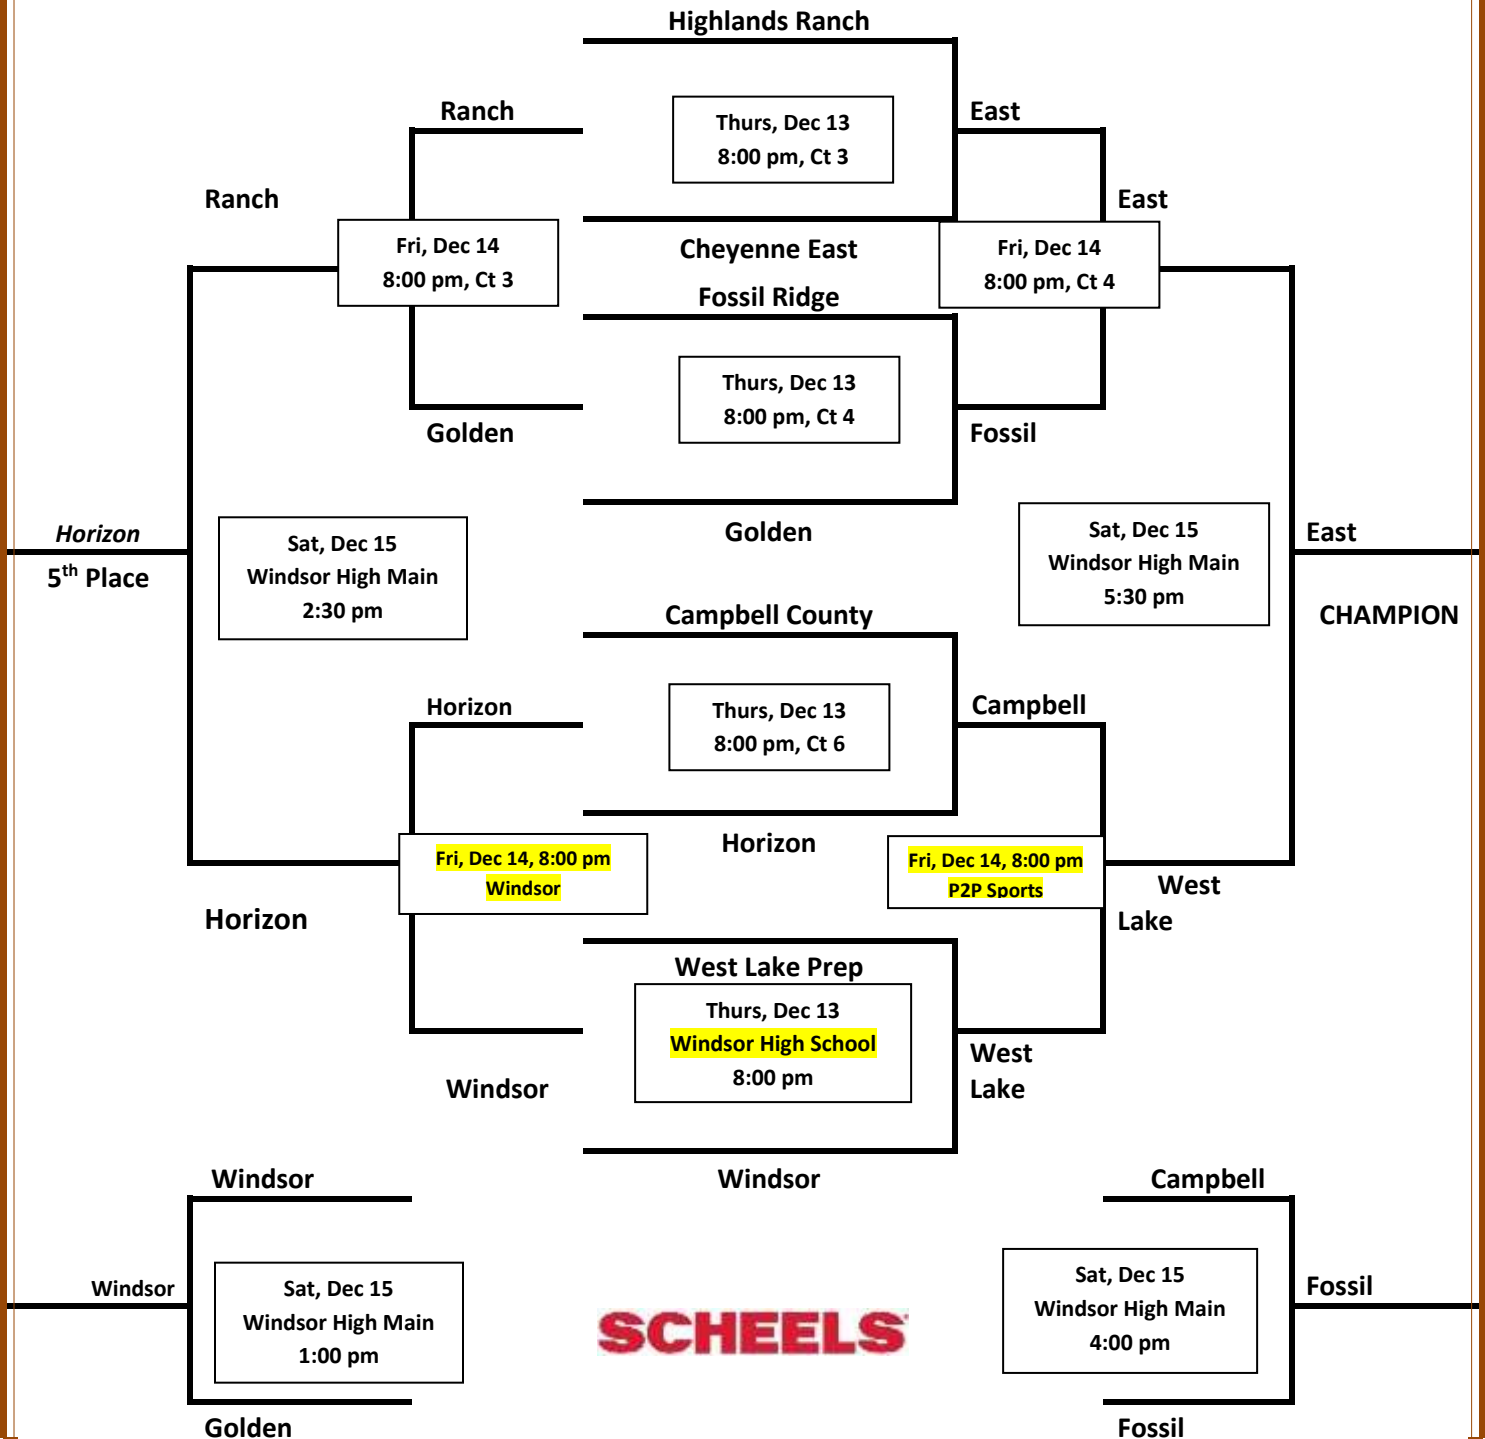 Highlands Ranch
Ranch
Thurs, Dec 13
8:00 pm, Ct 3
East
Ranch
East
Fri, Dec 14
8:00 pm, Ct 3
Cheyenne East
Fri, Dec 14
8:00 pm, Ct 4
Fossil Ridge
Thurs, Dec 13
8:00 pm, Ct 4
Golden
Fossil
Golden
Horizon
5th Place
Sat, Dec 15
Windsor High Main
2:30 pm
Sat, Dec 15
Windsor High Main
5:30 pm
East
CHAMPION
Campbell County
Horizon
Thurs, Dec 13
8:00 pm, Ct 6
Campbell
Horizon
Fri, Dec 14, 8:00 pm
Windsor
Fri, Dec 14, 8:00 pm
P2P Sports
West
Lake
Horizon
West Lake Prep
Thurs, Dec 13
Windsor High School
8:00 pm
West
Lake
Windsor
Windsor
Windsor
Campbell
Windsor
Sat, Dec 15
Windsor High Main
1:00 pm
SCHEELS
Sat, Dec 15
Windsor High Main
4:00 pm
Fossil
Golden
Fossil